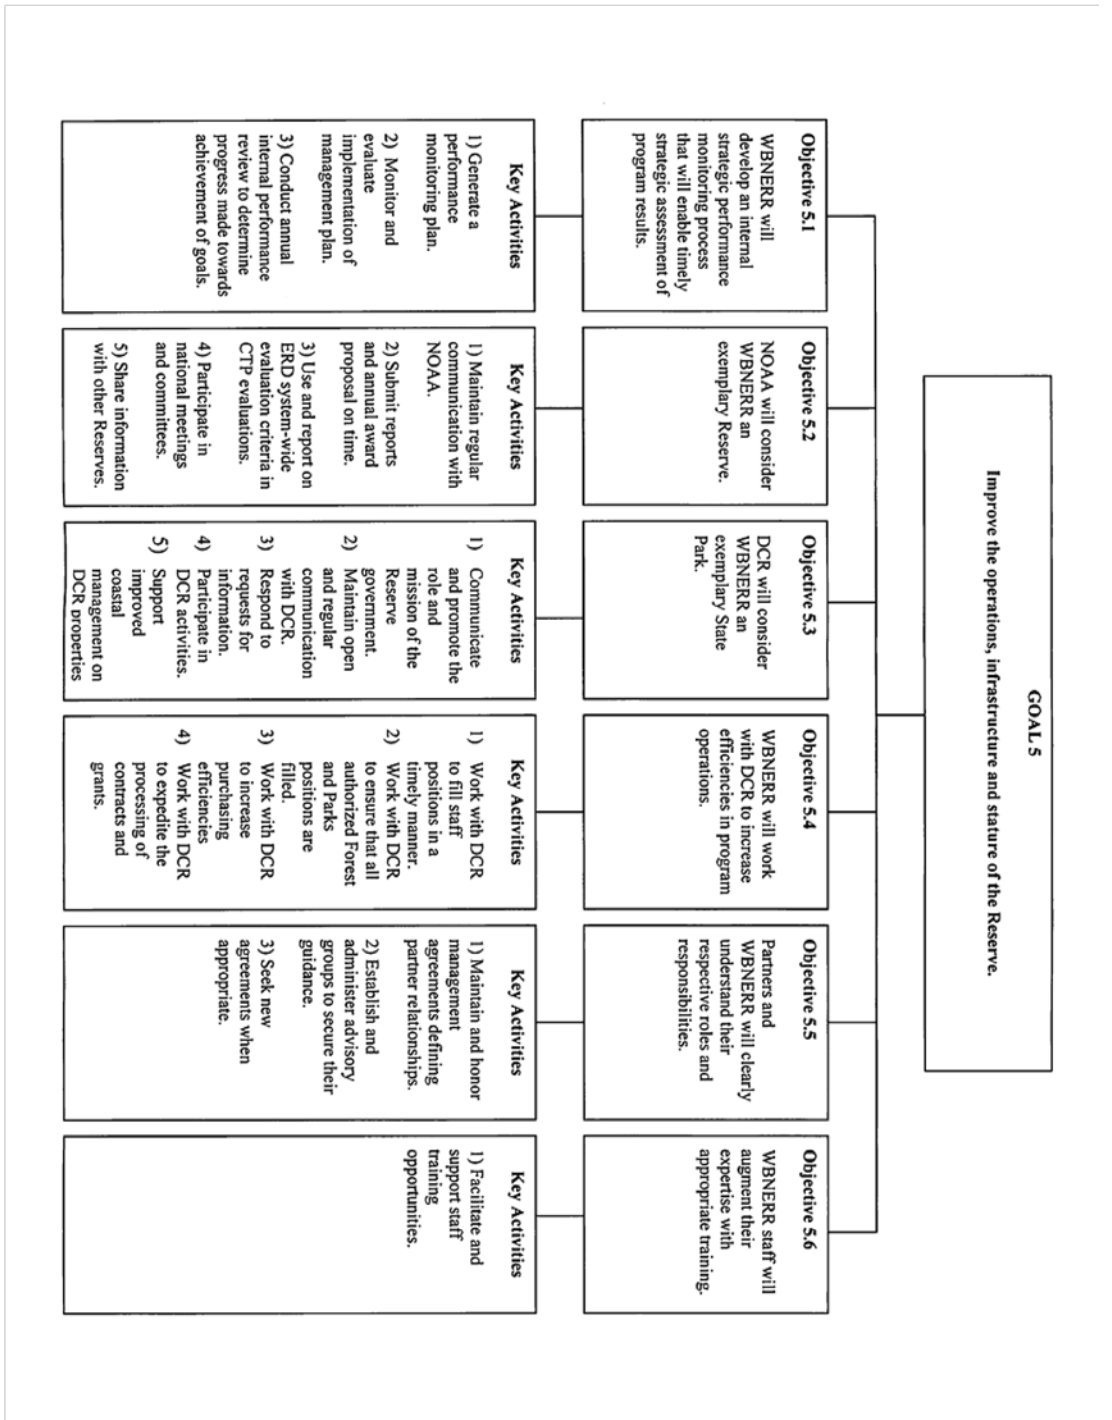 GOAL 5
Improve the operations, infrastructure and stature of the Reserve.
Objective 5.1
WBNERR will
develop an internal
strategic performance
monitoring process
that will enable timely
strategic assessment of
program results.
Key Activities
1) Generate a
performance
monitoring plan.
2) Monitor and
evaluate
implementation of
management plan.
3) Conduct annual
internal performance
review to determine
progress made towards
achievement of goals.
Objective 5.2
NOAA will consider
WBNERR an
exemplary Reserve.
Key Activities
1) Maintain regular
communication with
NOAA.
2) Submit reports
and annual award
proposal on time.
3) Use and report on
ERD system-wide
evaluation criteria in
CTP evaluations.
4) Participate in
national meetings
and committees.
5) Share information
with other Reserves.
Objective 5.3
DCR will consider
WBNERR an
exemplary State
Park.
Key Activities
1) Communicate
and promote the
role and
mission of the
Reserve
government.
2) Maintain open
and regular
communication
with DCR.
3) Respond to
requests for
information.
4) Participate in
DCR activities.
5) Support
improved
coastal
management on
DCR properties
Objective 5.4
WBNERR will work
with DCR to increase
efficiencies in program
operations.
Key Activities
1) Work with DCR
to fill staff
positions in a
timely manner.
2) Work with DCR
to ensure that all
authorized Forest
and Parks
positions are
filled.
3) Work with DCR
to increase
purchasing
efficiencies
4) Work with DCR
to expedite the
processing of
contracts and
grants.
Objective 5.5
Partners and
WBNERR will clearly
understand their
respective roles and
responsibilities.
Key Activities
1) Maintain and honor
management
agreements defining
partner relationships.
2) Establish and
administer advisory
groups to secure their
guidance.
3) Seek new
agreements when
appropriate.
Objective 5.6
WBNERR staff will
augment their
expertise with
appropriate training.
Key Activities
1) Facilitate and
support staff
training
opportunities.